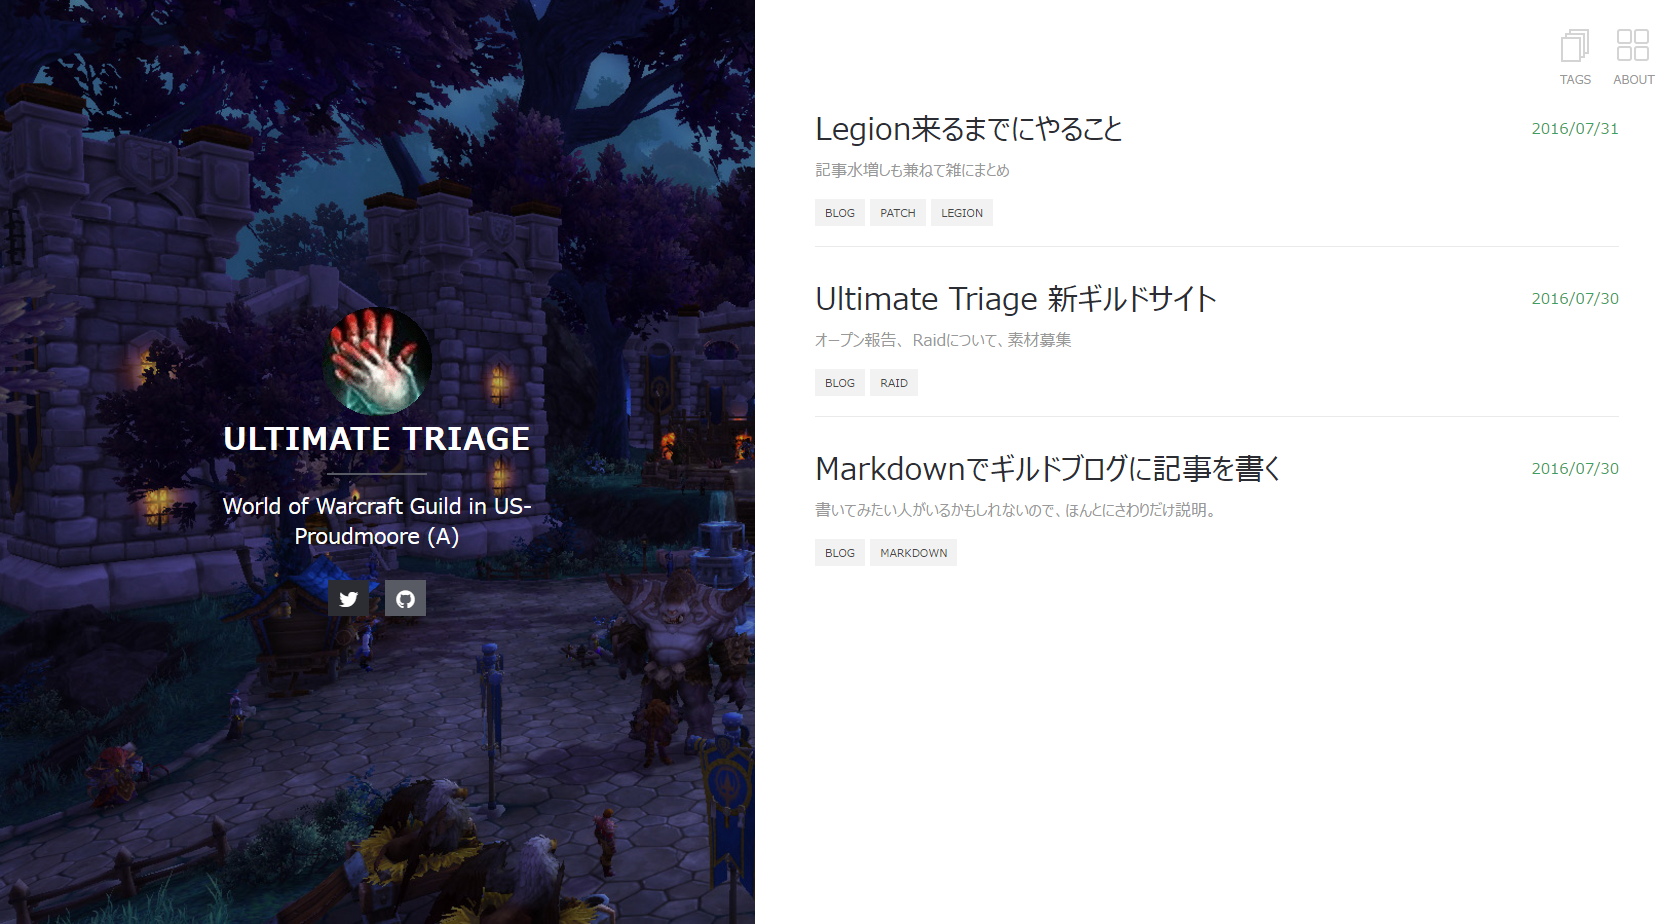 ULTIMATE TRIAGE
World of Warcraft Guild in US-
Proudmoore (A)
TAGS
ABOUT
Legion来るまでにやること
2016/07/31
記事水増しも兼ねて雑にまとめ
BLOG
PATCH
LEGION
Ultimate Triage 新ギルドサイト
2016/07/30
オープン報告、Raidについて、素材募集
BLOG
RAID
Markdownでギルドブログに記事を書く
2016/07/30
書いてみたい人がいるかもしれないので、ほんとにさわりだけ説明。
BLOG
MARKDOWN